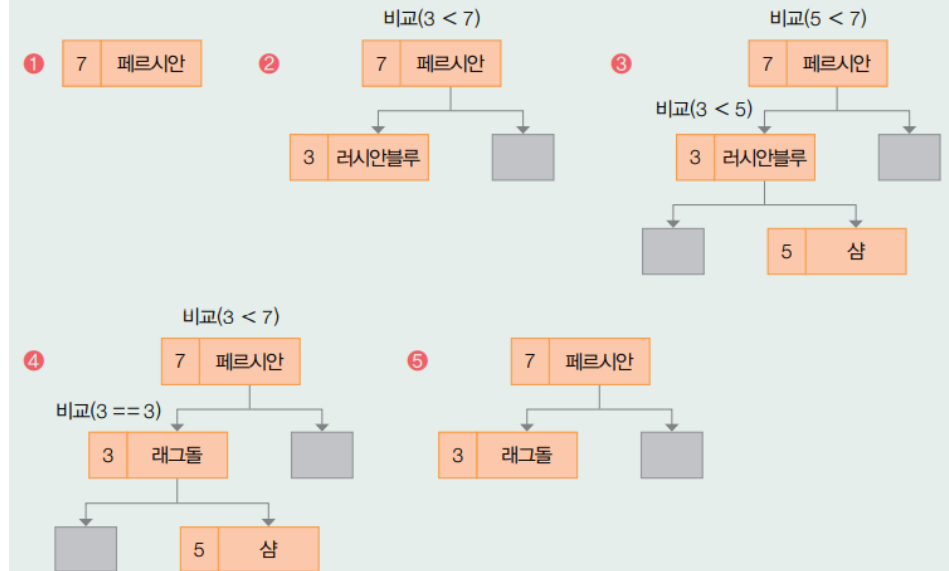 비교(3 < 7)
비교(5 < 7)
❶ 7 페르시안
❷ 7 페르시안
❸ 7 페르시안
비교(3 < 5)
3 러시안블루
3 러시안블루
5 샴
비교(3 < 7)
❹ 7 페르시안
❺ 7 페르시안
비교(3 == 3)
3 래그돌
3 래그돌
5 샴